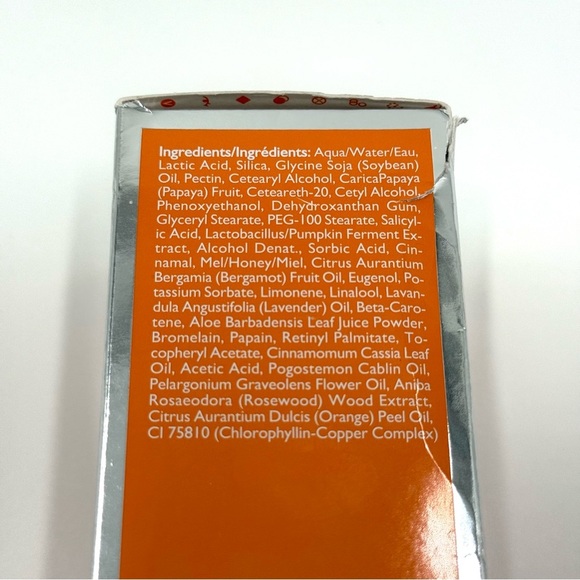 Ingredients/Ingrédients: Aqua/Water/Eau,
Lactic Acid, Silica, Glycine Soja (Soybean)
Oil, Pectin, Cetearyl Alcohol, CaricaPapaya
(Papaya) Fruit, Ceteareth-20, Cetyl Alcohol,
Phenoxyethanol, Dehydroxanthan Gum,
Glyceryl Stearate, PEG-100 Stearate, Salicyl-
ic Acid, Lactobacillus/Pumpkin Ferment Ex-
tract, Alcohol Denat., Sorbic Acid, Cin-
namal, Mel/Honey/Miel, Citrus Aurantium
Bergamia (Bergamot) Fruit Oil, Eugenol, Po-
tassium Sorbate, Limonene, Linalool, Lavan-
dula Angustifolia (Lavender) Oil, Beta-Caro-
tene, Aloe Barbadensis Leaf Juice Powder,
Bromelain, Papain, Retinyl Palmitate, To-
copheryl Acetate, Cinnamomum Cassia Leaf
Oil, Acetic Acid, Pogostemon Cablin Oil,
Pelargonium Graveolens Flower Oil, Aniba
Rosaeodora (Rosewood) Wood Extract,
Citrus Aurantium Dulcis (Orange) Peel Oil,
CI 75810 (Chlorophyllin-Copper Complex)